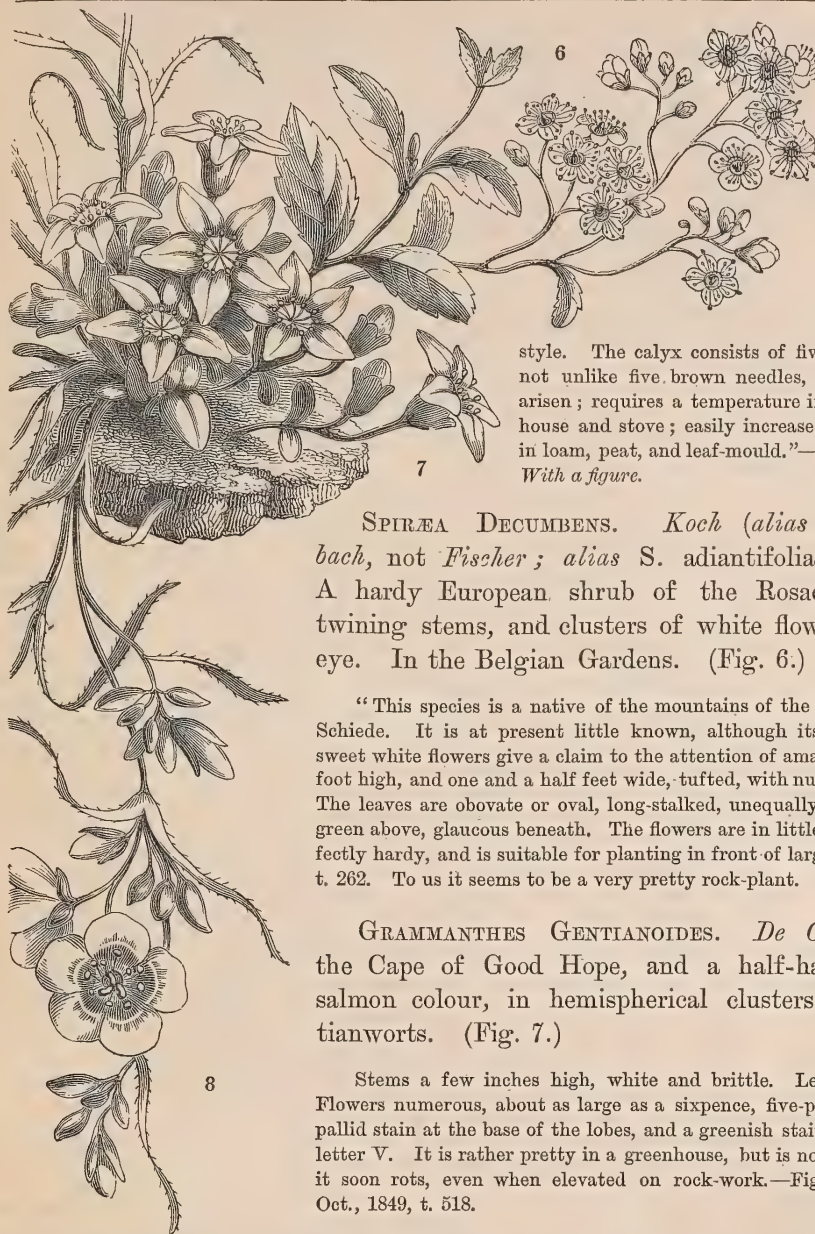 6
style. The calyx consists of fiv
not unlike five brown needles,
arisen; requires a temperature i
house and stove; easily increase
in loam, peat, and leaf-mould."—
With a figure.
7
SPIRÆA DECUMBENS. Koch (alias
bach, not Fischer; alias S. adiantifolia
A hardy European shrub of the Rosa
twining stems, and clusters of white flow
eye. In the Belgian Gardens. (Fig. 6.)
"This species is a native of the mountains of the
Schiede. It is at present little known, although its
sweet white flowers give a claim to the attention of ama
foot high, and one and a half feet wide, tufted, with nu
The leaves are obovate or oval, long-stalked, unequally
green above, glaucous beneath. The flowers are in little
fectly hardy, and is suitable for planting in front of larg
t. 262. To us it seems to be a very pretty rock-plant.
GRAMMANTHES GENTIANOIDES. De C
the Cape of Good Hope, and a half-ha
salmon colour, in hemispherical clusters
tianworts. (Fig. 7.)
8
Stems a few inches high, white and brittle. Le
Flowers numerous, about as large as a sixpence, five-p
pallid stain at the base of the lobes, and a greenish stai
letter V. It is rather pretty in a greenhouse, but is no
it soon rots, even when elevated on rock-work.—Fig
Oct., 1849, t. 518.